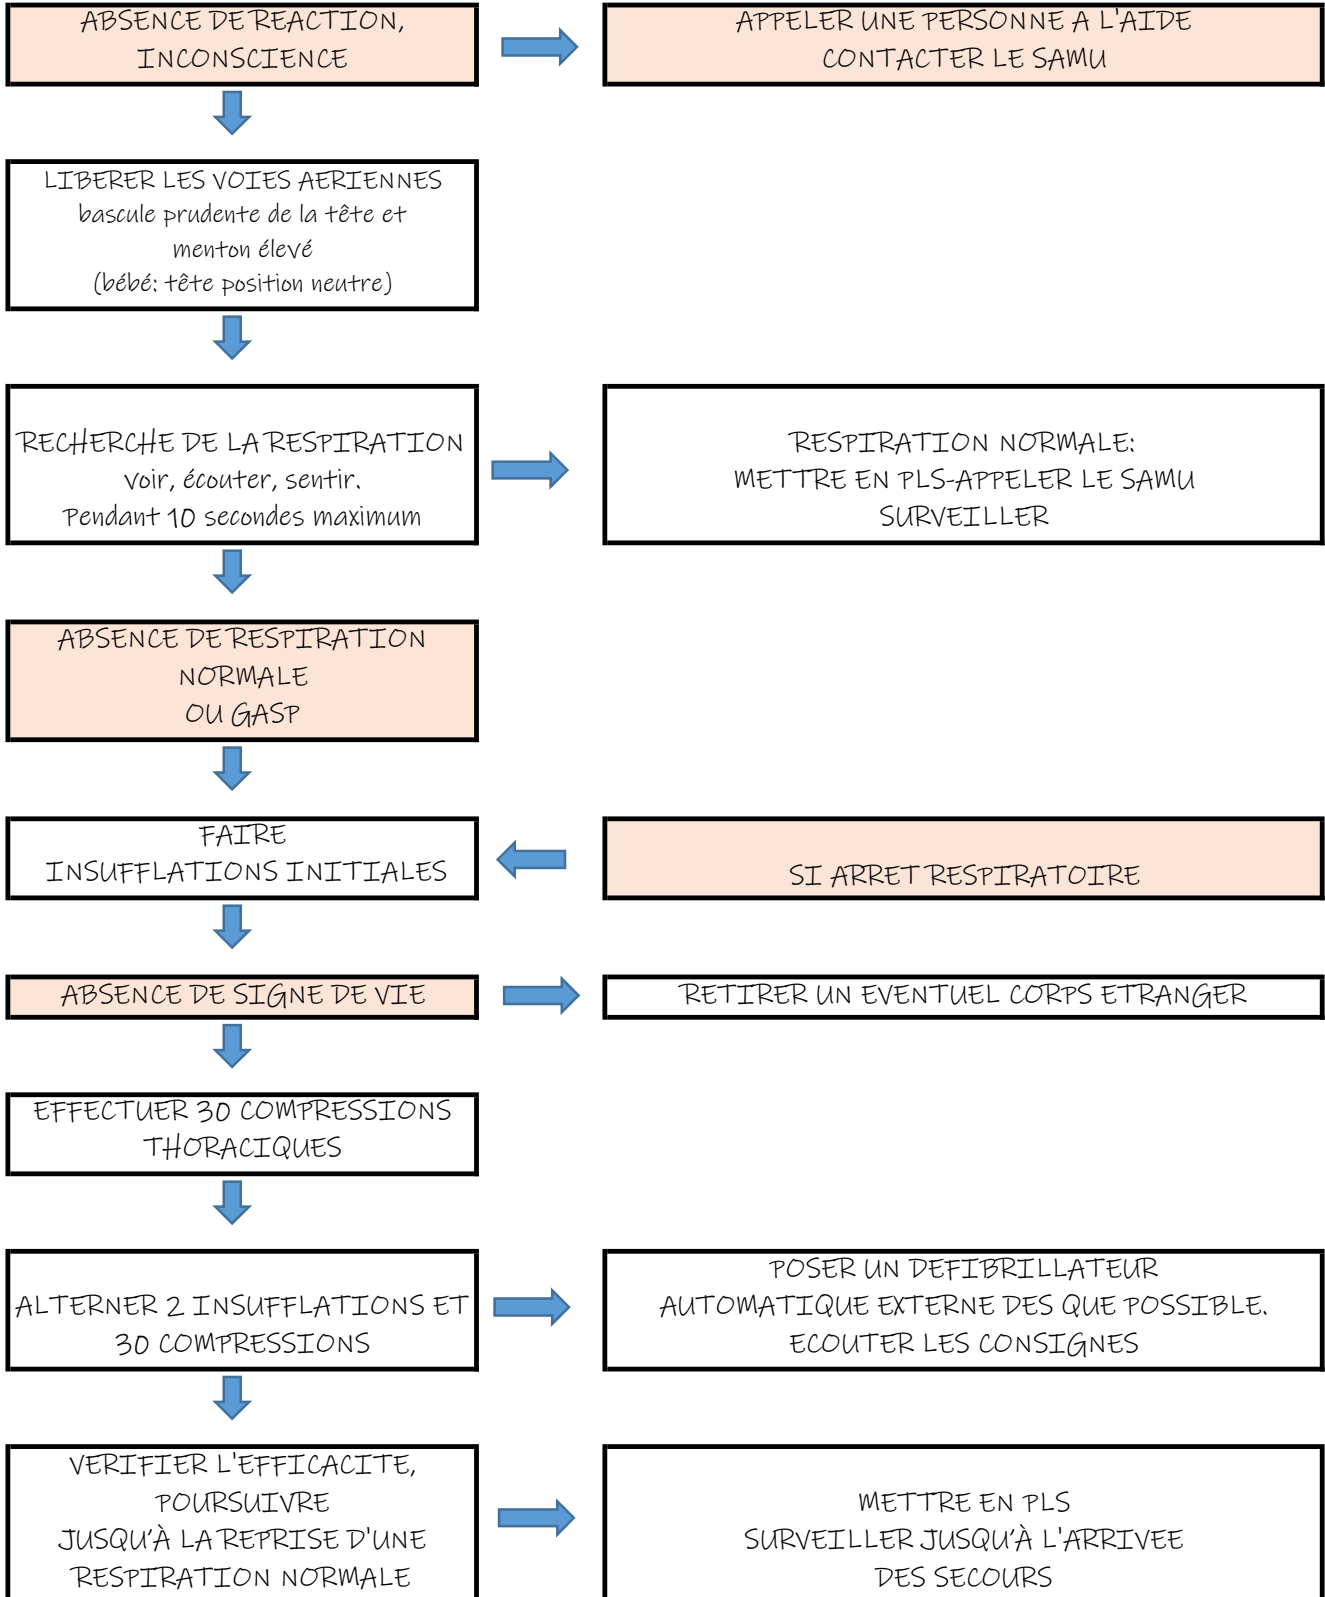 ABSENCE DE REACTION,
INCONSCIENCE
APPELER UNE PERSONNE A L'AIDE
CONTACTER LE SAMU
LIBERER LES VOIES AERIENNES
bascule prudente de la tête et
menton élevé
(bébé: tête position neutre)
RECHERCHE DE LA RESPIRATION
voir, écouter, sentir.
Pendant 10 secondes maximum
RESPIRATION NORMALE:
METTRE EN PLS-APPELER LE SAMU
SURVEILLER
ABSENCE DE RESPIRATION
NORMALE
OU GASP
FAIRE
INSUFFLATIONS INITIALES
SI ARRET RESPIRATOIRE
ABSENCE DE SIGNE DE VIE
RETIRER UN EVENTUEL CORPS ETRANGER
EFFECTUER 30 COMPRESSIONS
THORACIQUES
ALTERNER 2 INSUFFLATIONS ET
30 COMPRESSIONS
POSER UN DEFIBRILLATEUR
AUTOMATIQUE EXTERNE DES QUE POSSIBLE.
ECOUTER LES CONSIGNES
VERIFIER L'EFFICACITE,
POURSUIVRE
JUSQU'À LA REPRISE D'UNE
RESPIRATION NORMALE
METTRE EN PLS
SURVEILLER JUSQU'À L'ARRIVEE
DES SECOURS